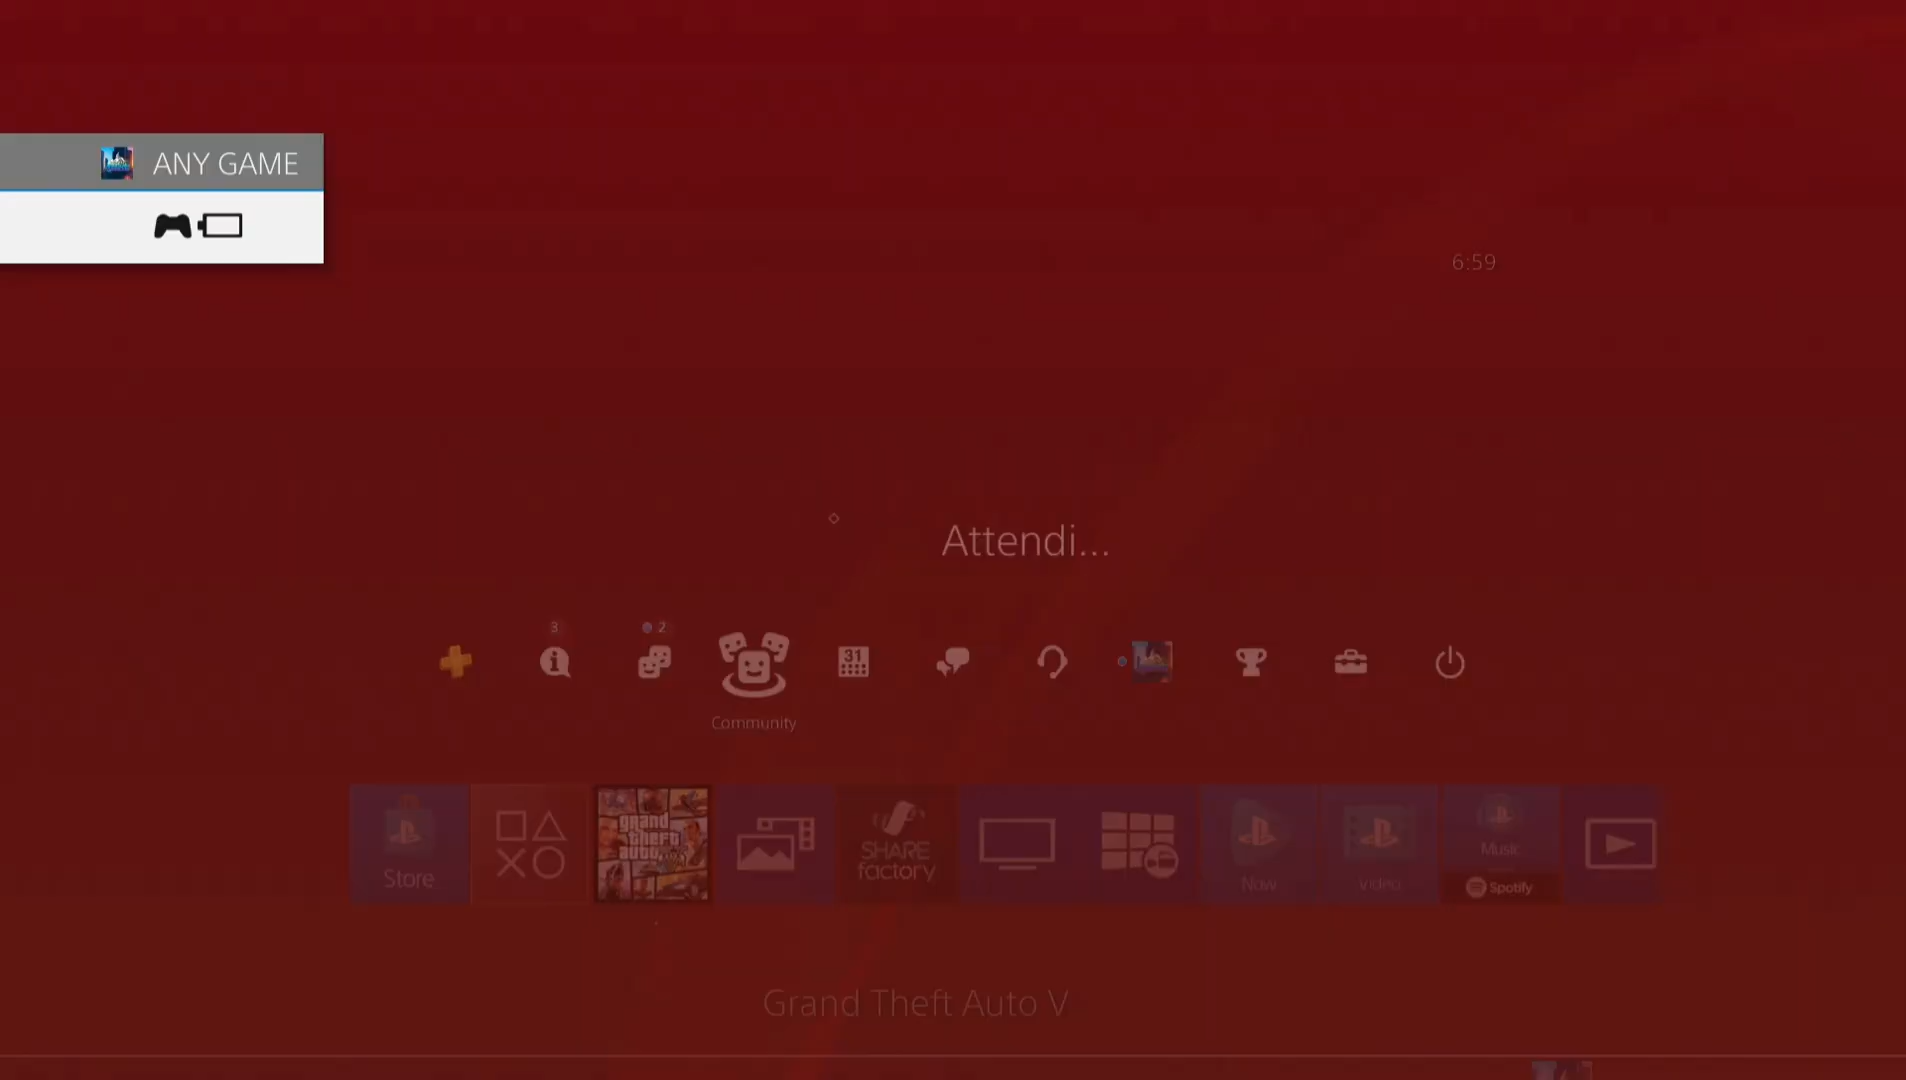 ANY GAME
6:59
Attendi...
3
2
31
Community
grand
theft
auto
Store
SHARE
factory
Now
Video
Music
Spotify
Grand Theft Auto V